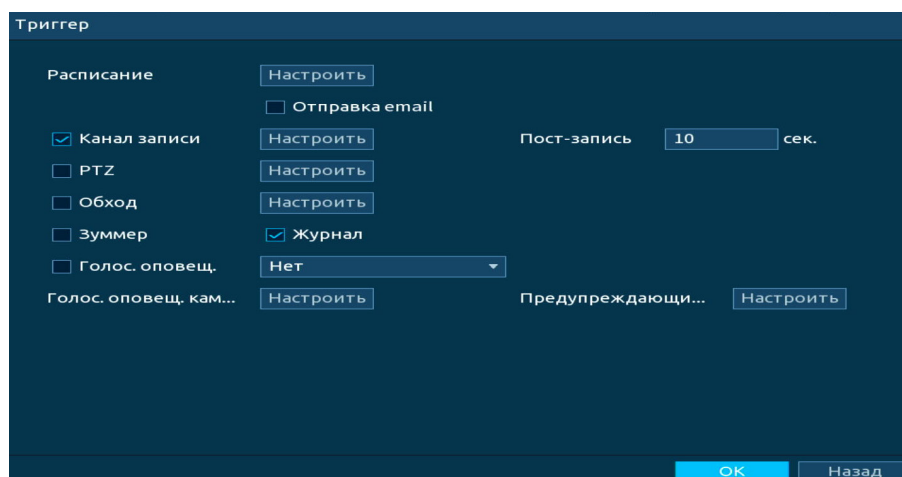 Триггер
Расписание Настроить
Отправка email
Канал записи Настроить Пост-запись 10 сек.
PTZ Настроить
Обход Настроить
Зуммер Журнал
Голос. оповещ. Нет
Голос. оповещ. кам... Настроить Предупреждающи... Настроить
OK Назад